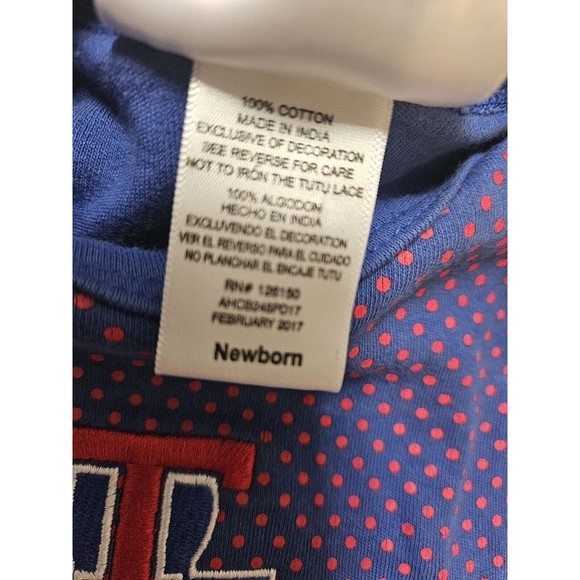 100% COTTON
MADE IN INDIA
EXCLUSIVE OF DECORATION
SEE REVERSE FOR CARE
NOT TO IRON THE TUTU LACE
100% ALGODON
HECHO EN INDIA
EXCLUVENDO EL DECORATION
VER EL REVERSO PARA EL CUIDADO
NO PLANCHAR EL ENCAJE TUTU
RN# 126150
AHCB24SPD17
FEBRUARY 2017
Newborn
T